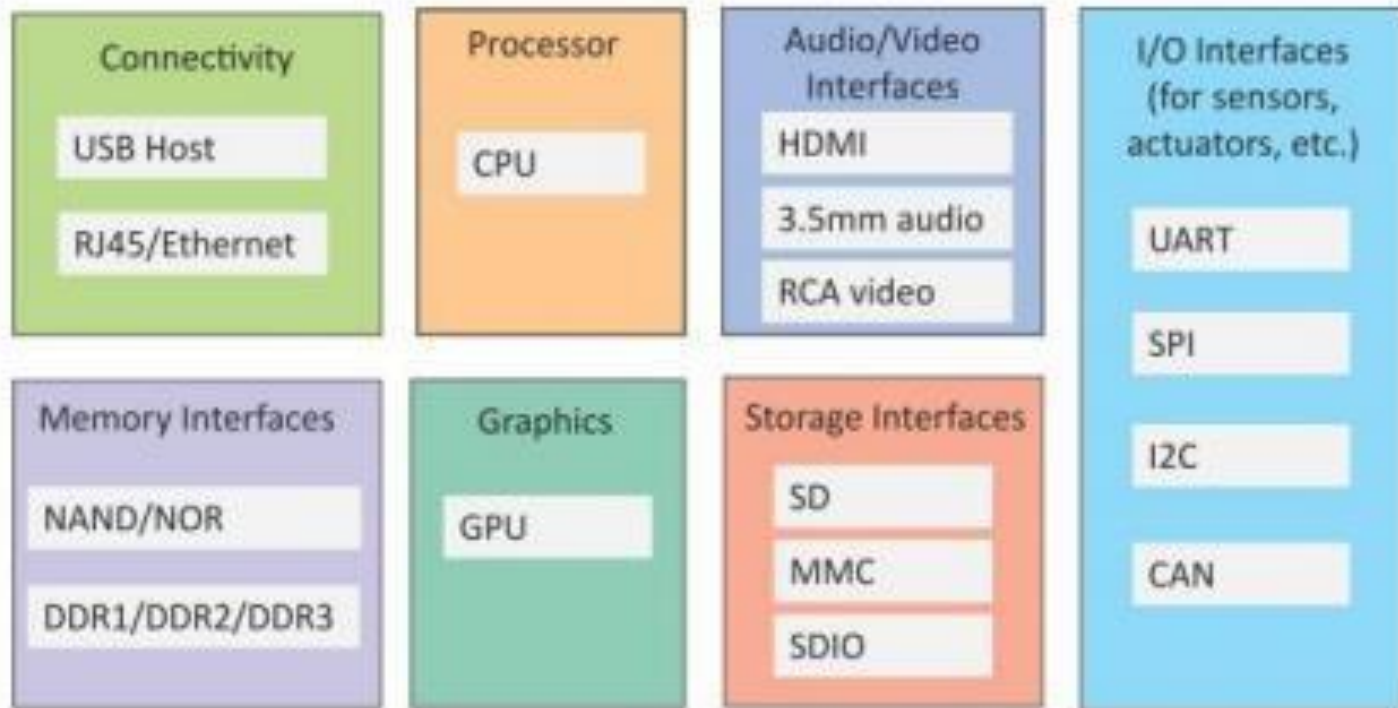 Connectivity
USB Host
RJ45/Ethernet
Processor
CPU
Audio/Video
Interfaces
HDMI
3.5mm audio
RCA video
I/O Interfaces
(for sensors,
actuators, etc.)
UART
SPI
I2C
CAN
Memory Interfaces
NAND/NOR
DDR1/DDR2/DDR3
Graphics
GPU
Storage Interfaces
SD
MMC
SDIO